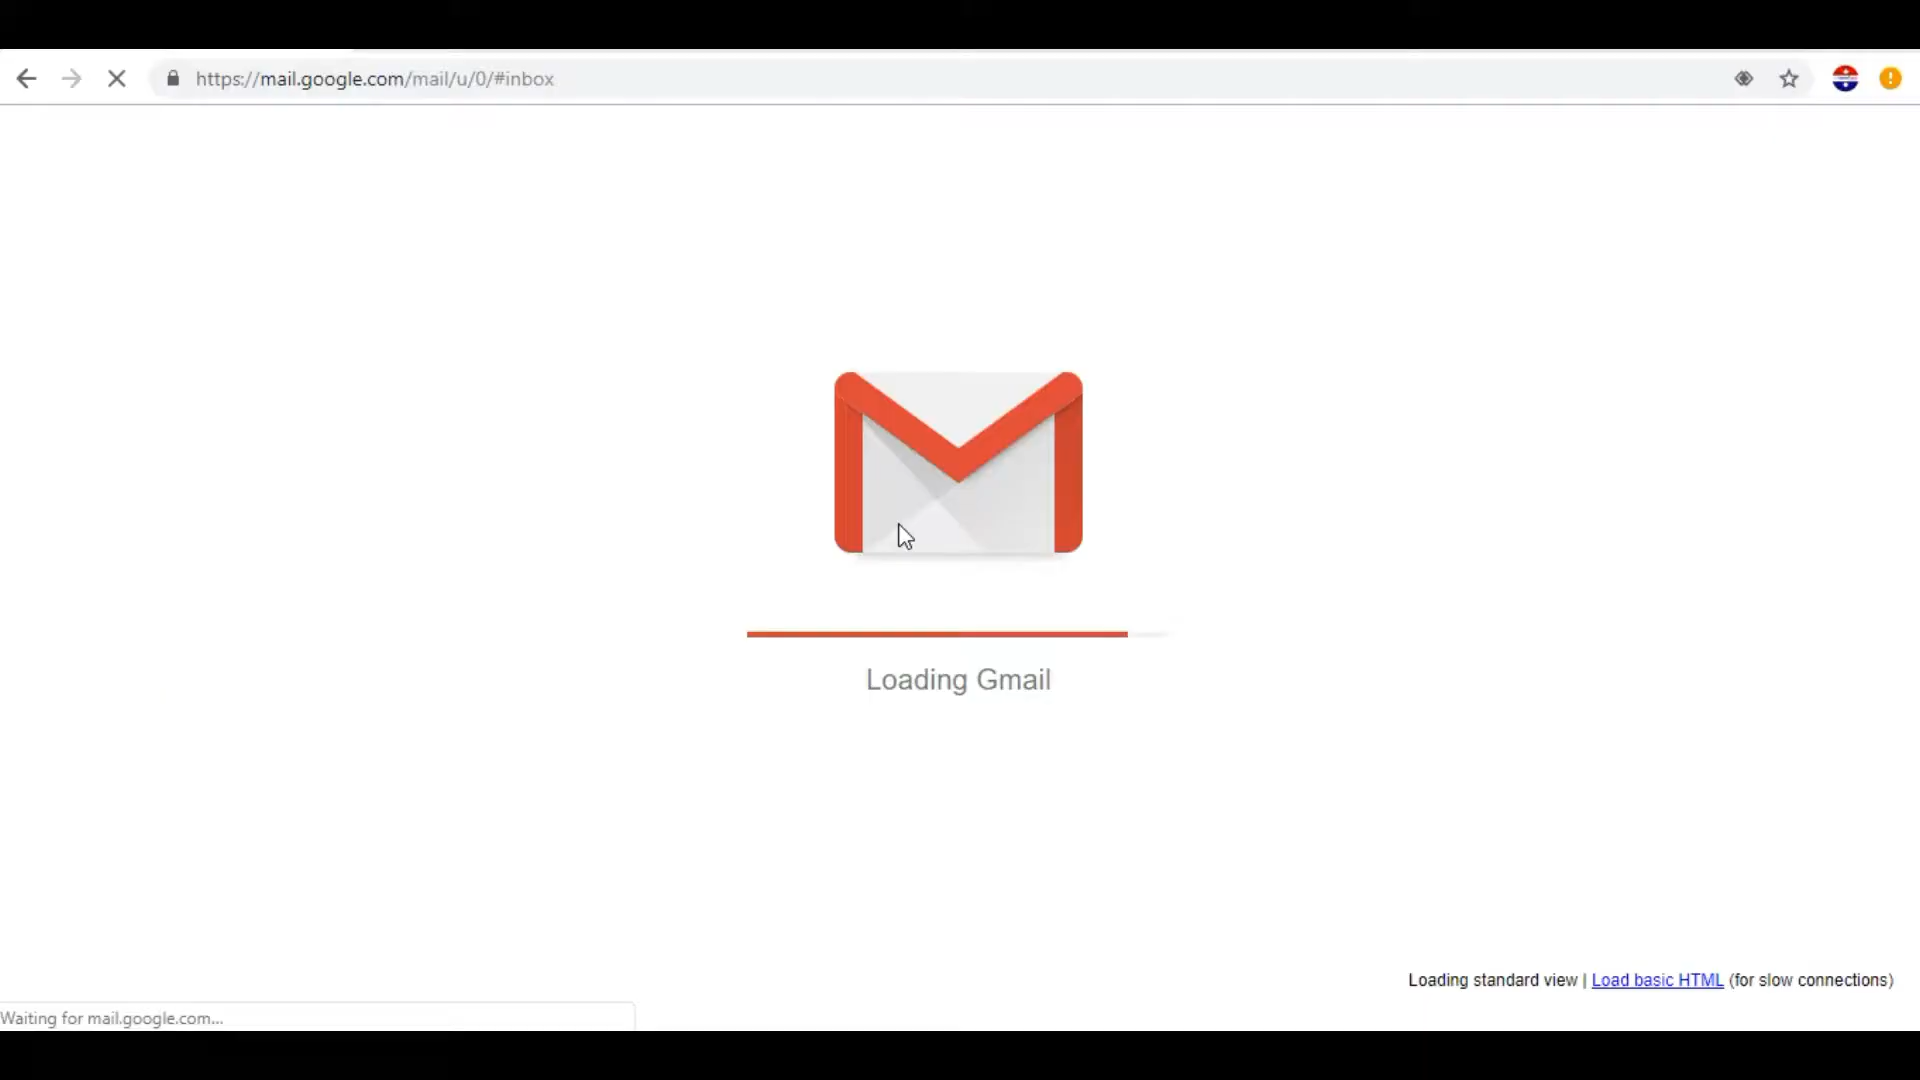 https://mail.google.com/mail/u/0/#inbox
Loading Gmail
Loading standard view | Load basic HTML (for slow connections)
Waiting for mail.google.com...